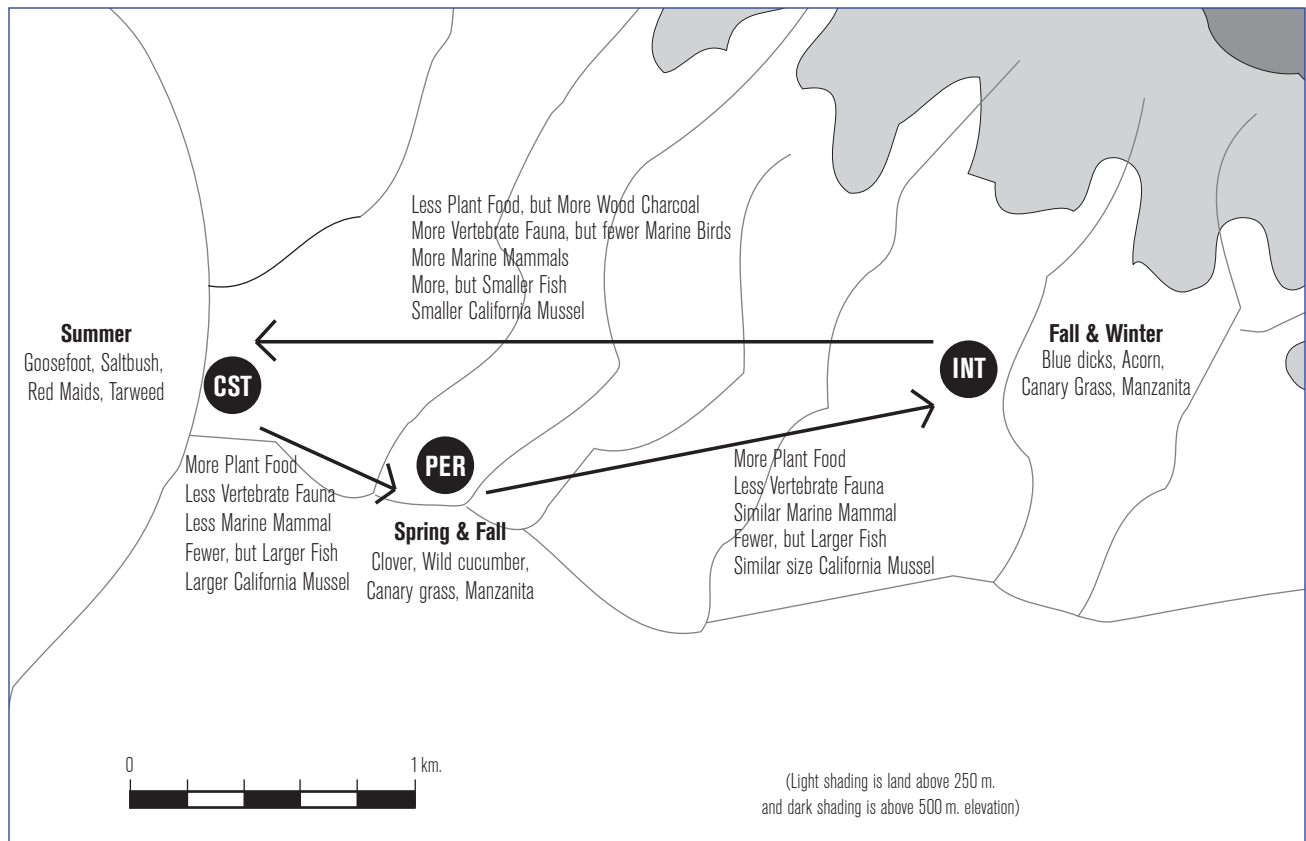 Less Plant Food, but More Wood Charcoal
More Vertebrate Fauna, but fewer Marine Birds
More Marine Mammals
More, but Smaller Fish
Smaller California Mussel
Summer
Goosefoot, Saltbush,
Red Maids, Tarweed
CST
INT
Fall & Winter
Blue dicks, Acorn,
Canary Grass, Manzanita
More Plant Food
Less Vertebrate Fauna
Less Marine Mammal
Fewer, but Larger Fish
Larger California Mussel
PER
Spring & Fall
Clover, Wild cucumber,
Canary grass, Manzanita
More Plant Food
Less Vertebrate Fauna
Similar Marine Mammal
Fewer, but Larger Fish
Similar size California Mussel
0 1 km.
(Light shading is land above 250 m.
and dark shading is above 500 m. elevation)